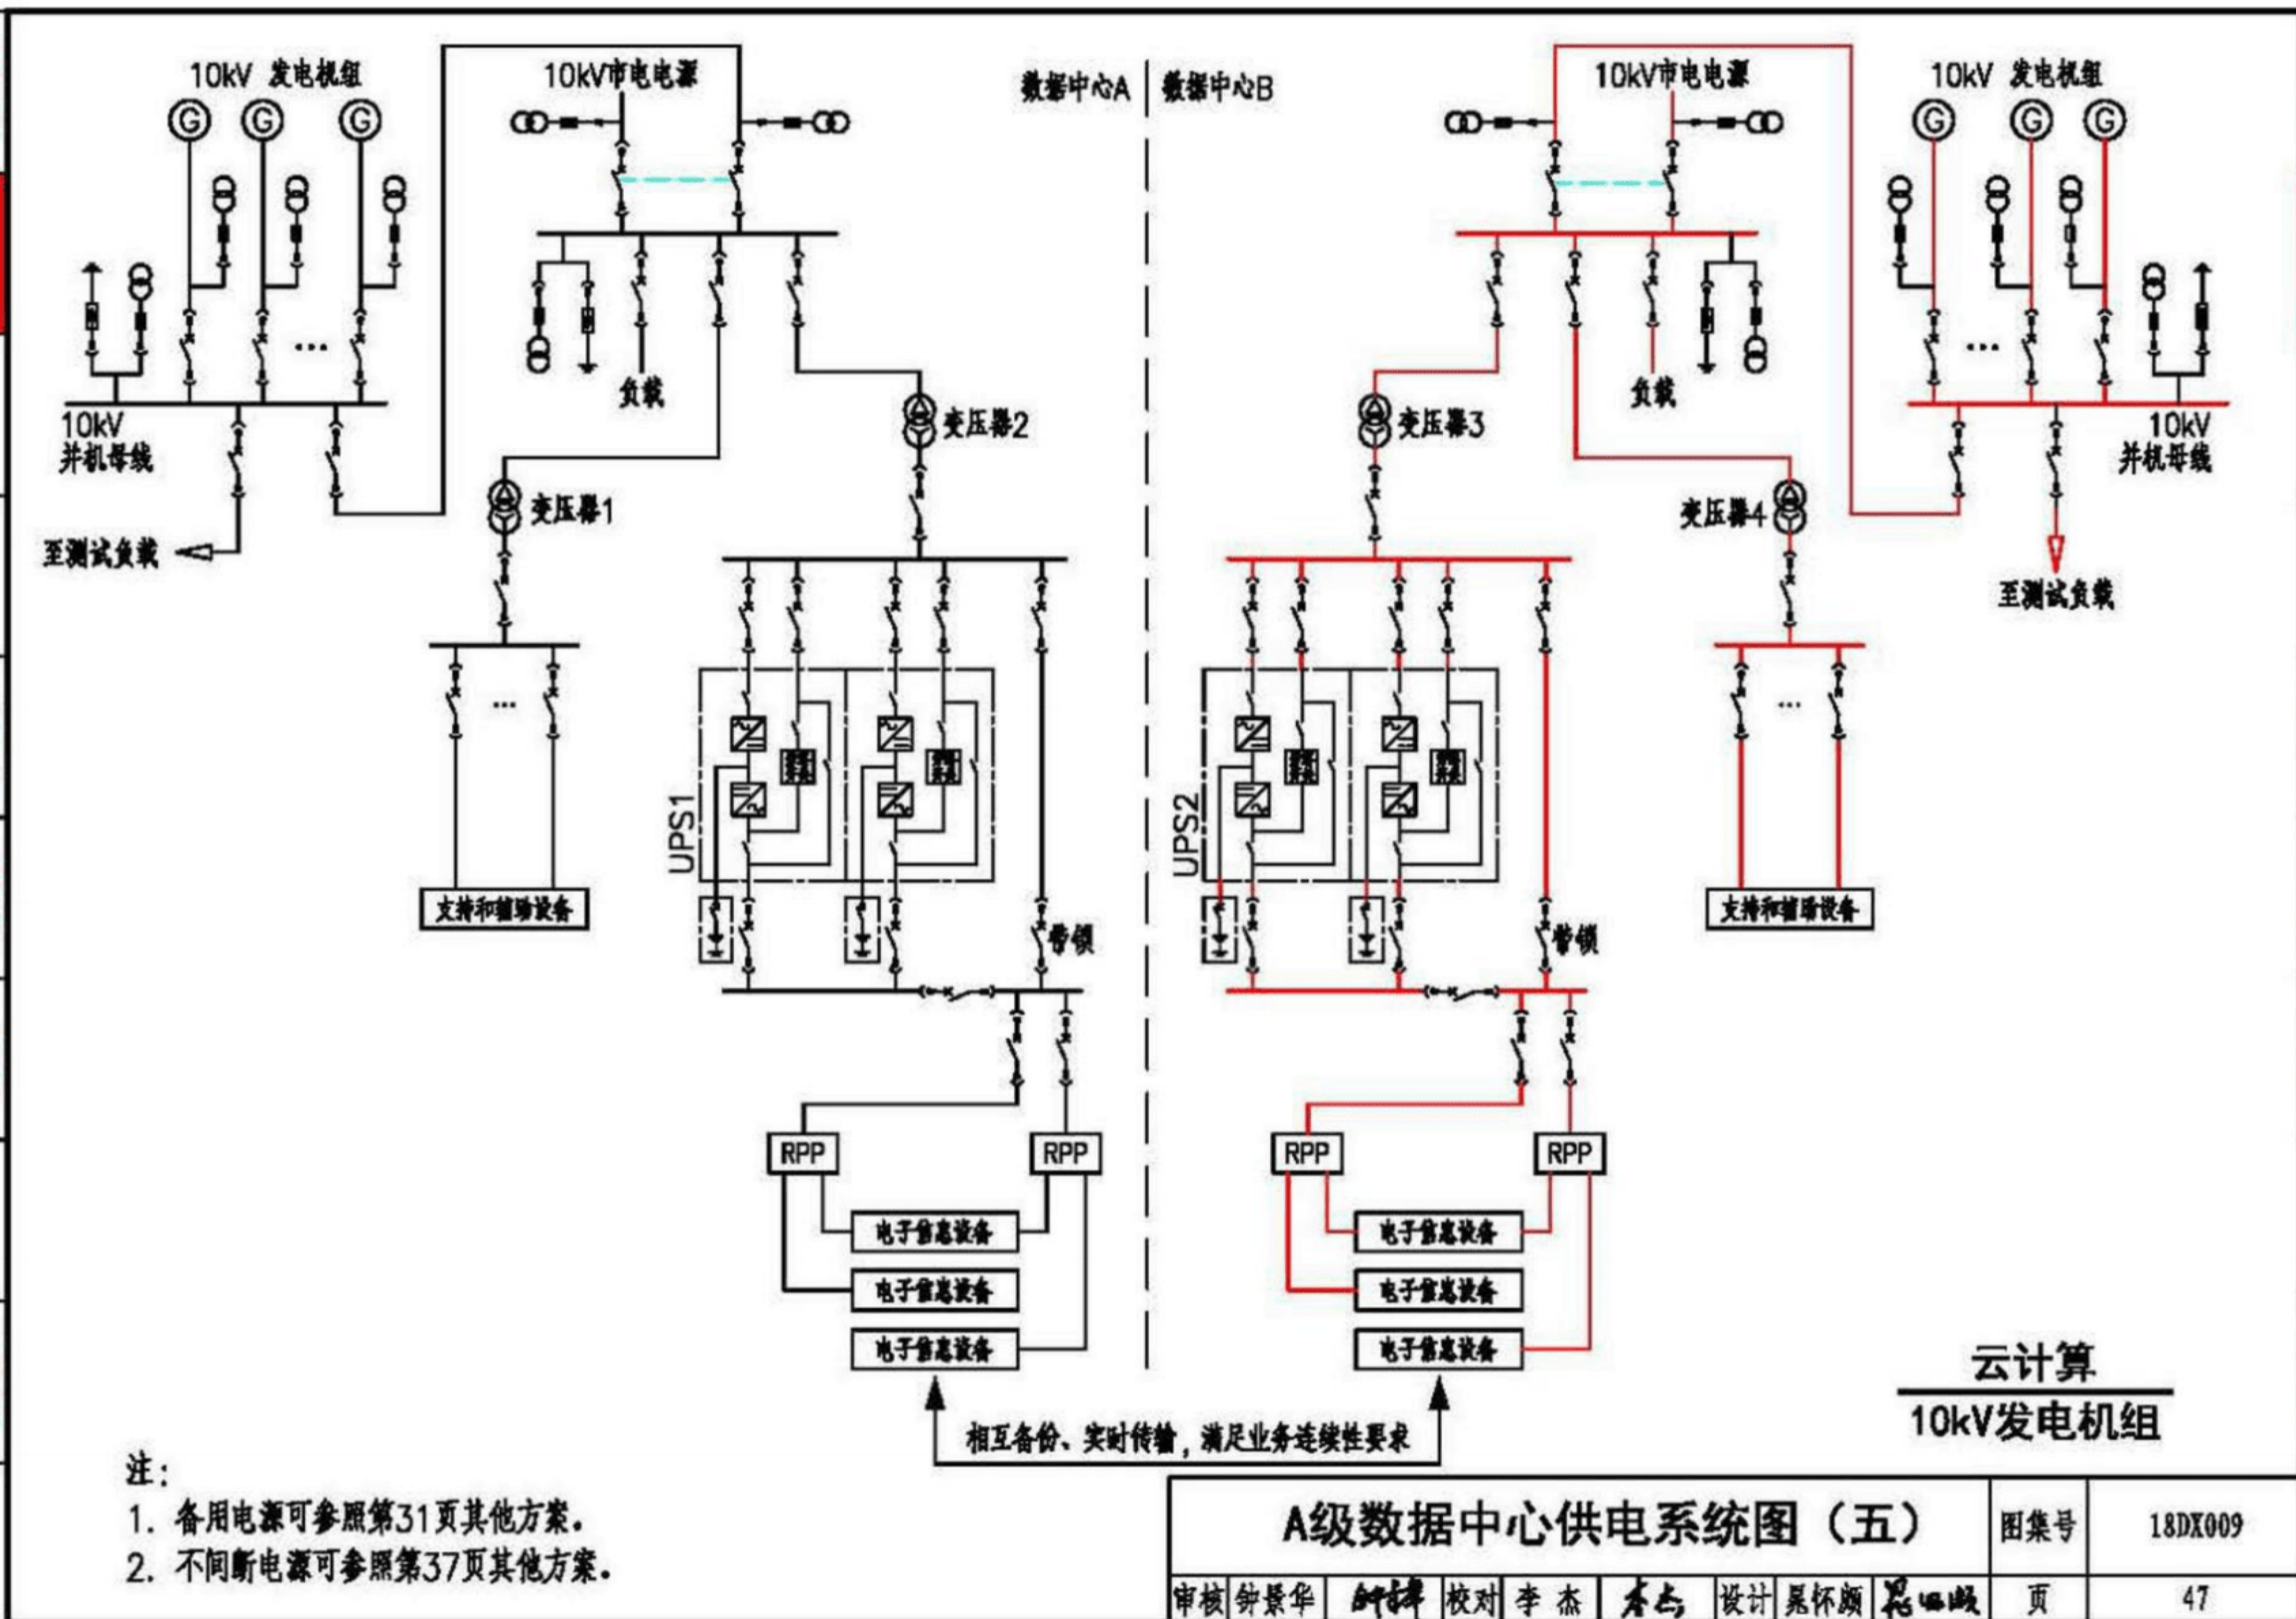 10kV 发电机组
10kV市电电源
数据中心A
数据中心B
10kV市电电源
10kV 发电机组
G
G
G
G
G
G
...
...
负载
负载
10kV
并机母线
变压器2
变压器3
10kV
并机母线
变压器1
变压器4
至测试负载
至测试负载
...
...
UPS1
UPS2
支持和辅助设备
支持和辅助设备
带锁
带锁
RPP
RPP
RPP
RPP
电子信息设备
电子信息设备
电子信息设备
电子信息设备
电子信息设备
电子信息设备
相互备份、实时传输，满足业务连续性要求
云计算
10kV发电机组
注：
1. 备用电源可参照第31页其他方案。
2. 不间断电源可参照第37页其他方案。
A级数据中心供电系统图（五） 图集号 18DX009
审核 钟景华 校对 李杰 李杰 设计 晁怀颇 页 47